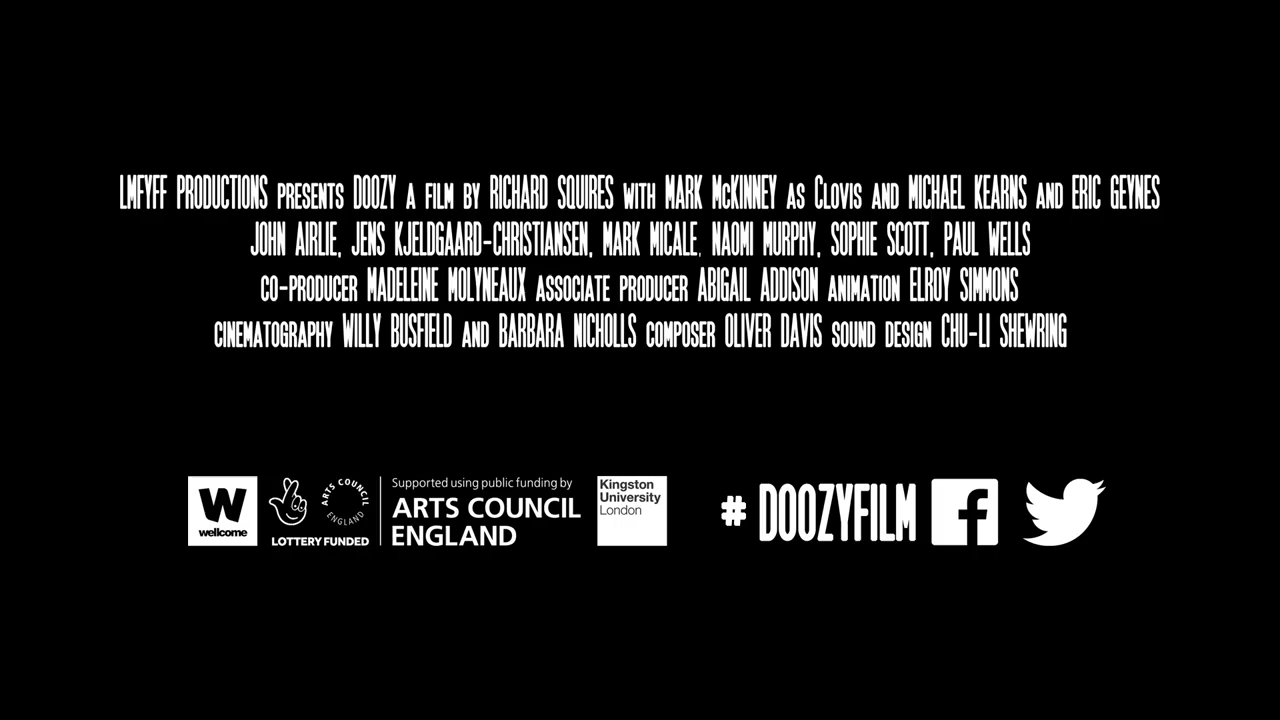 LMFYFF PRODUCTIONS PRESENTS DOOZY A FILM BY RICHARD SQUIRES WITH MARK McKINNEY AS CLOVIS AND MICHAEL KEARNS AND ERIC GEYNES
JOHN AIRLIE, JENS KJELDGAARD-CHRISTIANSEN, MARK MICALE, NAOMI MURPHY, SOPHIE SCOTT, PAUL WELLS
CO-PRODUCER MADELEINE MOLYNEAUX ASSOCIATE PRODUCER ABIGAIL ADDISON ANIMATION ELROY SIMMONS
CINEMATOGRAPHY WILLY BUSFIELD AND BARBARA NICHOLLS COMPOSER OLIVER DAVIS SOUND DESIGN CHU-LI SHEWRING
W
wellcome
ARTS COUNCIL
ENGLAND
LOTTERY FUNDED
Supported using public funding by
ARTS COUNCIL
ENGLAND
Kingston
University
London
# DOOZYFILM